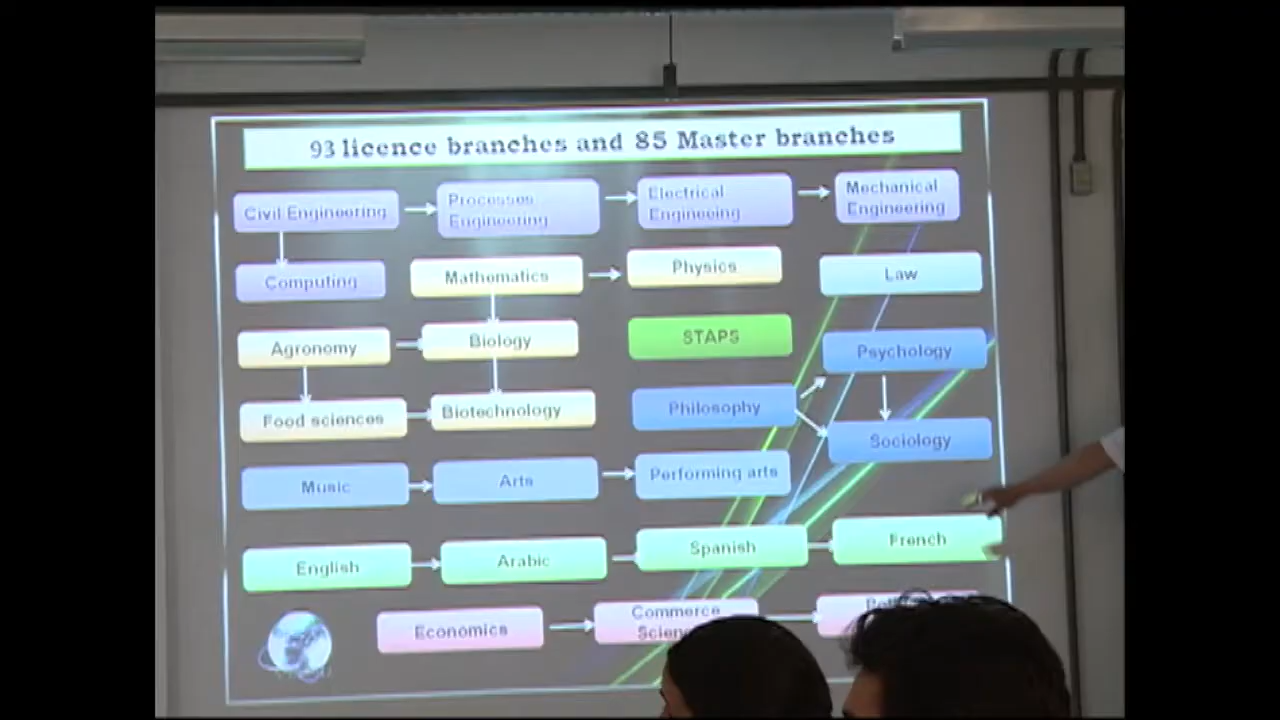 93 licence branches and 85 Master branches
Civil Engineering
Processes
Engineering
Electrical
Engineeing
Mechanical
Engineering
Computing
Mathematics
Physics
Law
Agronomy
Biology
STAPS
Psychology
Food sciences
Biotechnology
Philosophy
Sociology
Music
Arts
Performing arts
English
Arabic
Spanish
French
Economics
Commerce